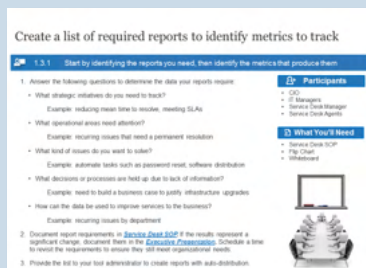 Create a list of required reports to identify metrics to track
1.3.1 Start by identifying the reports you need, then identify the metrics that produce them
1. Answer the following questions to determine the data your reports require:
• What strategic initiatives do you need to track?
Example: reducing mean time to resolve, meeting SLAs
• What operational areas need attention?
Example: recurring issues that need a permanent resolution
• What kind of issues do you want to solve?
Example: automate tasks such as password reset, software distribution
• What decisions or processes are held up due to lack of information?
Example: need to build a business case to justify infrastructure upgrades
• How can the data be used to improve services to the business?
Example: recurring issues by department
2. Document report requirements in Service Desk SOP if the results represent a
significant change, document them in the Executive Presentation. Schedule a time
to revisit the requirements to ensure they still meet organizational needs.
3. Provide the list to your tool administrator to create reports with auto-distribution.
Participants
• CIO
• IT Managers
• Service Desk Manager
• Service Desk Agents
What You'll Need
• Service Desk SOP
• Flip Chart
• Whiteboard